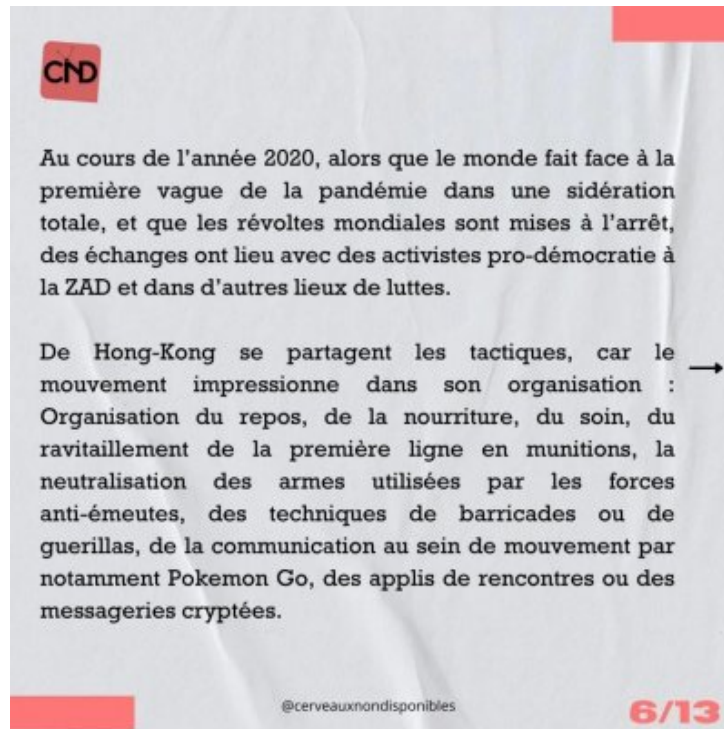 CND
Au cours de l'année 2020, alors que le monde fait face à la
première vague de la pandémie dans une sidération
totale, et que les révoltes mondiales sont mises à l'arrêt,
des échanges ont lieu avec des activistes pro-démocratie à
la ZAD et dans d'autres lieux de luttes.
De Hong-Kong se partagent les tactiques, car le
mouvement impressionne dans son organisation :
Organisation du repos, de la nourriture, du soin, du
ravitaillement de la première ligne en munitions, la
neutralisation des armes utilisées par les forces
anti-émeutes, des techniques de barricades ou de
guerillas, de la communication au sein de mouvement par
notamment Pokemon Go, des applis de rencontres ou des
messageries cryptées.
@cerveauxnondisponibles
6/13